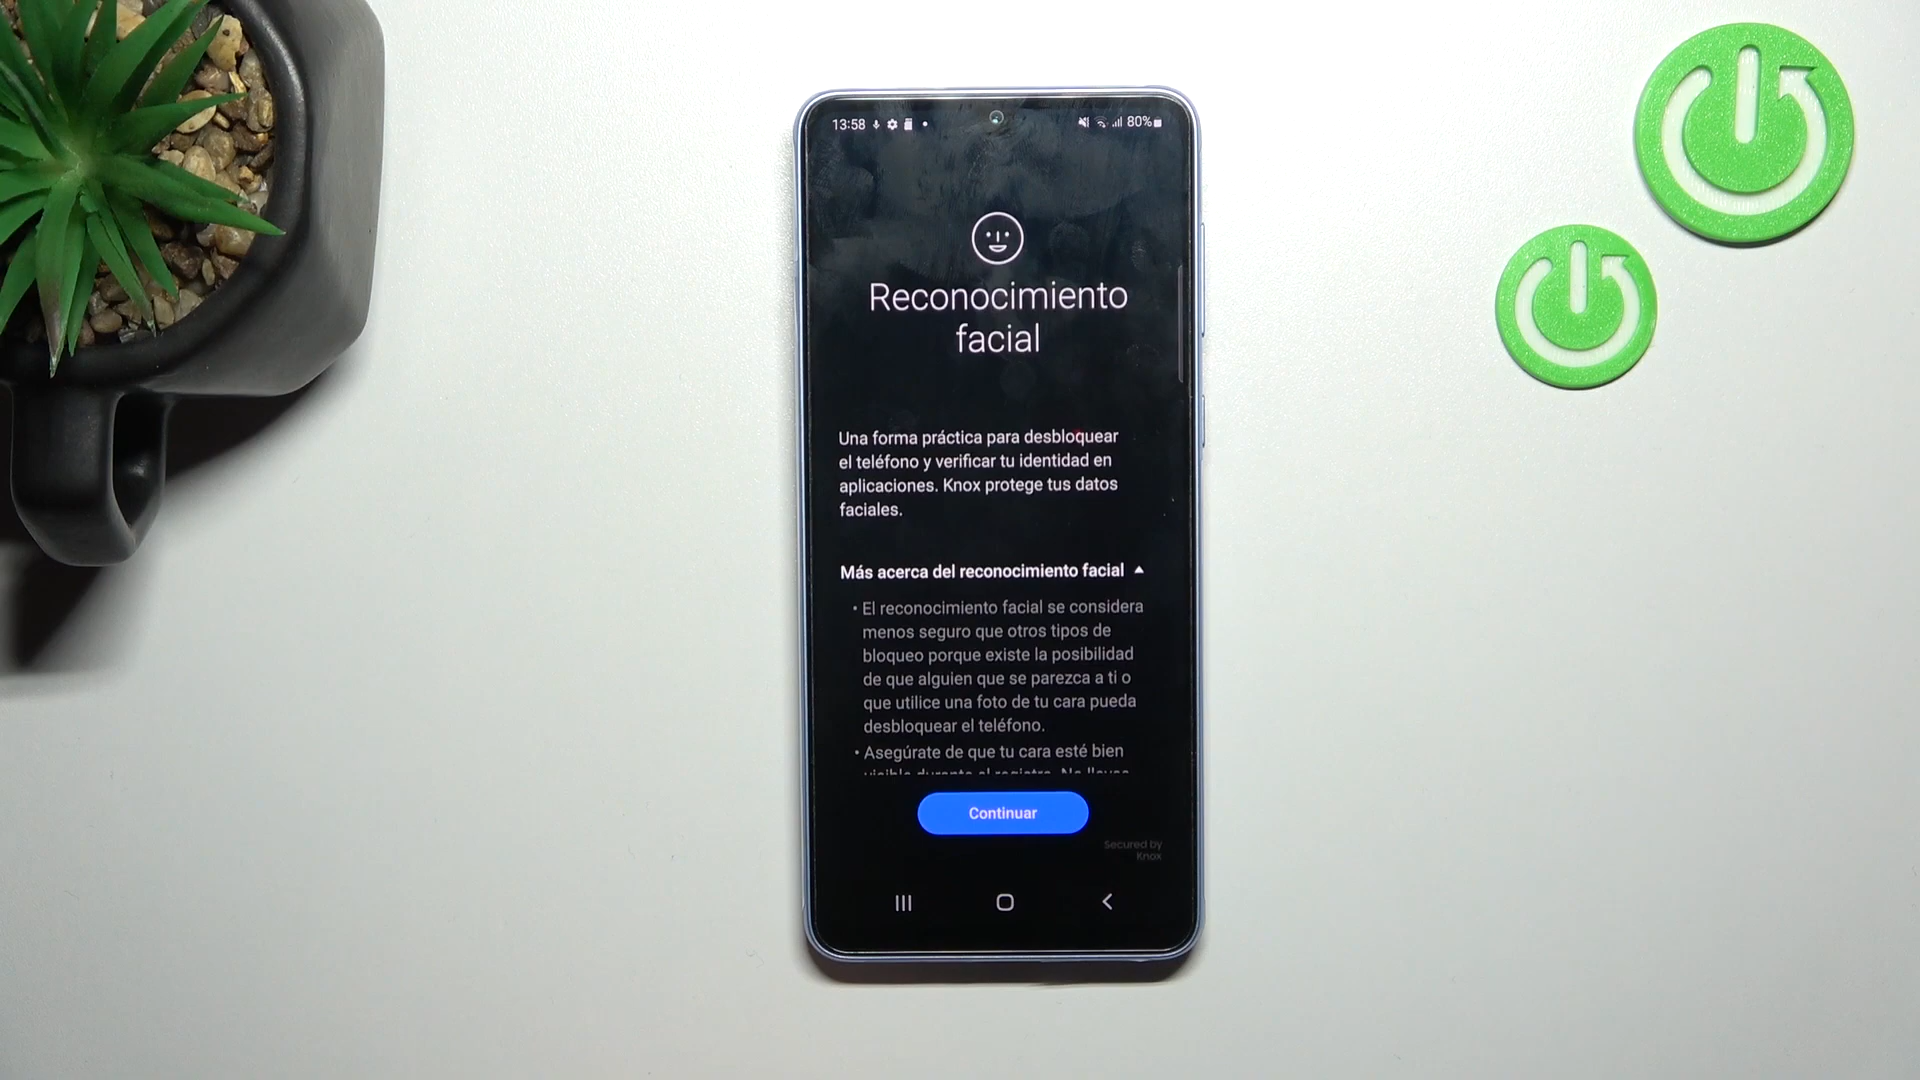 13:58
80%
Reconocimiento
facial
Una forma práctica para desbloquear
el teléfono y verificar tu identidad en
aplicaciones. Knox protege tus datos
faciales.
Más acerca del reconocimiento facial
• El reconocimiento facial se considera
menos seguro que otros tipos de
bloqueo porque existe la posibilidad
de que alguien que se parezca a ti o
que utilice una foto de tu cara pueda
desbloquear el teléfono.
• Asegúrate de que tu cara esté bien
Continuar
Secured by
Knox